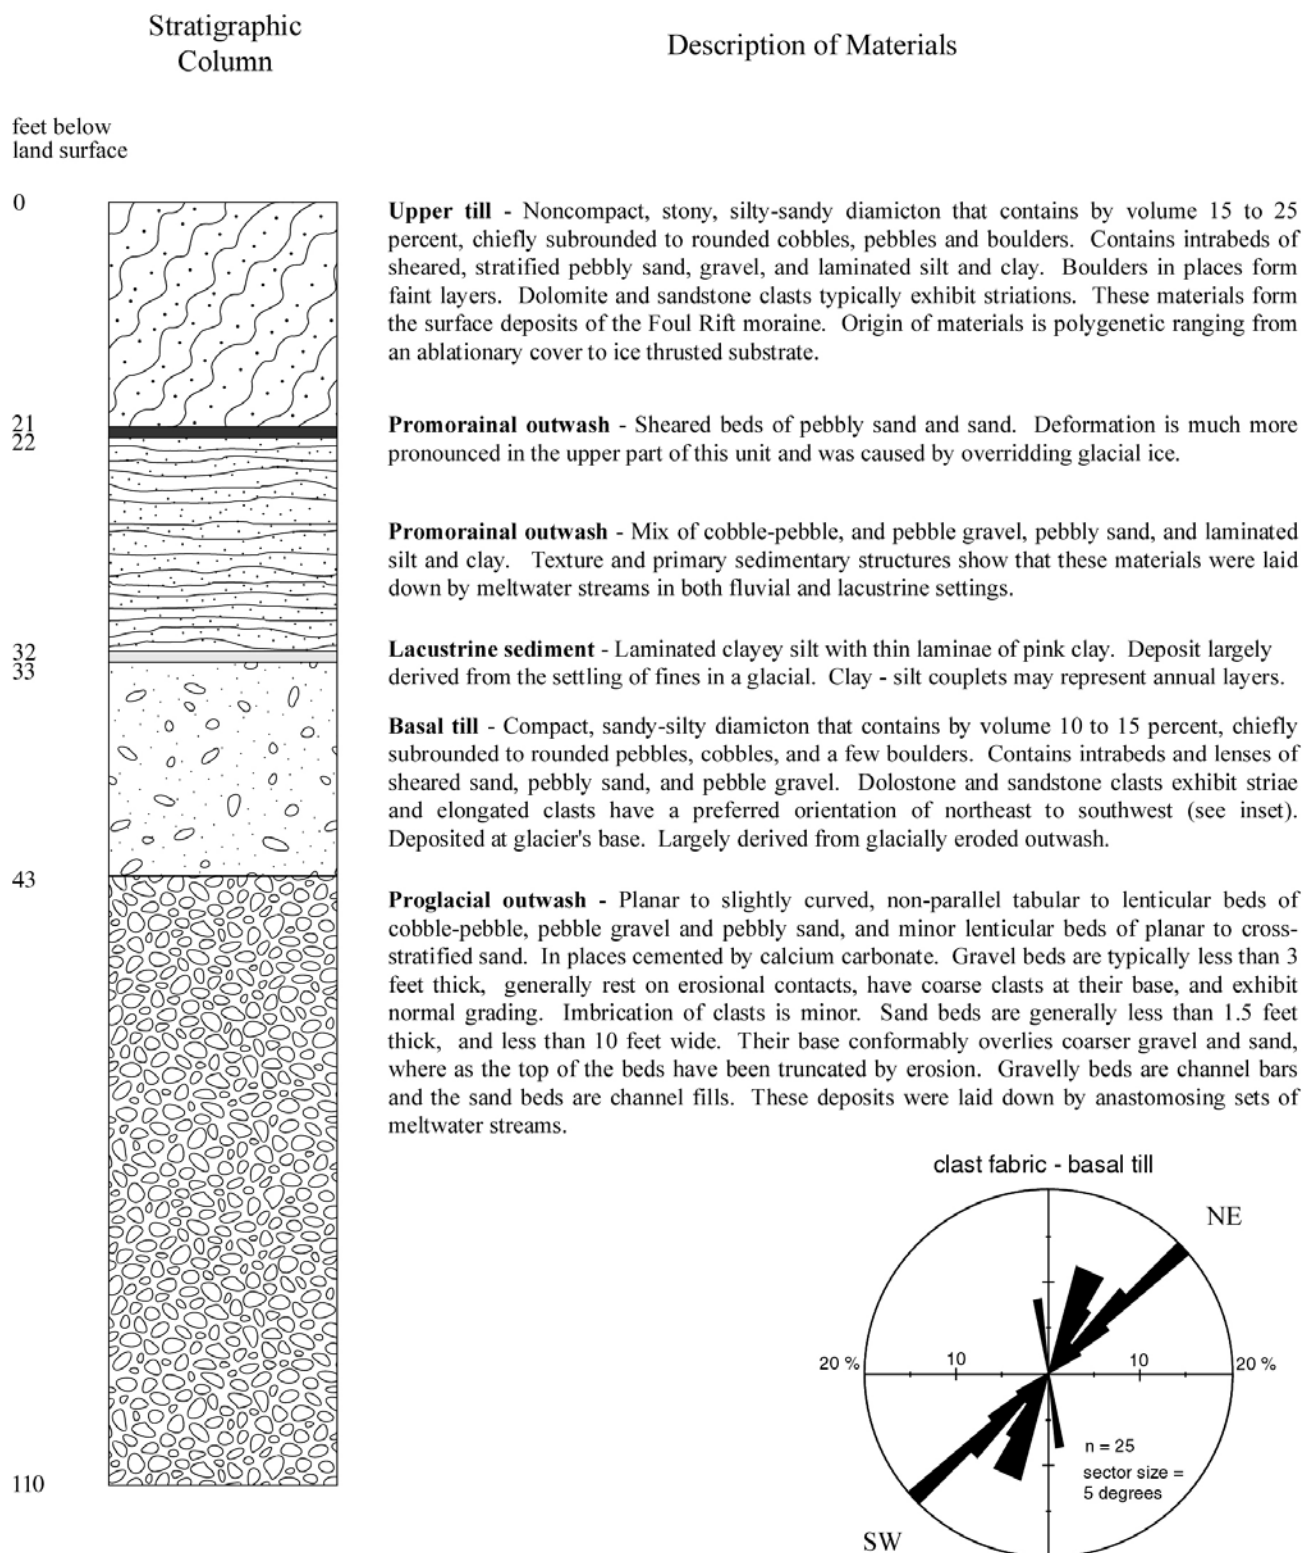 Stratigraphic
Column
Description of Materials
feet below
land surface
0
Upper till - Noncompact, stony, silty-sandy diamicton that contains by volume 15 to 25
percent, chiefly subrounded to rounded cobbles, pebbles and boulders. Contains intrabeds of
sheared, stratified pebbly sand, gravel, and laminated silt and clay. Boulders in places form
faint layers. Dolomite and sandstone clasts typically exhibit striations. These materials form
the surface deposits of the Foul Rift moraine. Origin of materials is polygenetic ranging from
an ablationary cover to ice thrusted substrate.
21
22
Promorainal outwash - Sheared beds of pebbly sand and sand. Deformation is much more
pronounced in the upper part of this unit and was caused by overridding glacial ice.
Promorainal outwash - Mix of cobble-pebble, and pebble gravel, pebbly sand, and laminated
silt and clay. Texture and primary sedimentary structures show that these materials were laid
down by meltwater streams in both fluvial and lacustrine settings.
32
33
Lacustrine sediment - Laminated clayey silt with thin laminae of pink clay. Deposit largely
derived from the settling of fines in a glacial. Clay - silt couplets may represent annual layers.
Basal till - Compact, sandy-silty diamicton that contains by volume 10 to 15 percent, chiefly
subrounded to rounded pebbles, cobbles, and a few boulders. Contains intrabeds and lenses of
sheared sand, pebbly sand, and pebble gravel. Dolostone and sandstone clasts exhibit striae
and elongated clasts have a preferred orientation of northeast to southwest (see inset).
Deposited at glacier's base. Largely derived from glacially eroded outwash.
43
Proglacial outwash - Planar to slightly curved, non-parallel tabular to lenticular beds of
cobble-pebble, pebble gravel and pebbly sand, and minor lenticular beds of planar to cross-
stratified sand. In places cemented by calcium carbonate. Gravel beds are typically less than 3
feet thick, generally rest on erosional contacts, have coarse clasts at their base, and exhibit
normal grading. Imbrication of clasts is minor. Sand beds are generally less than 1.5 feet
thick, and less than 10 feet wide. Their base conformably overlies coarser gravel and sand,
where as the top of the beds have been truncated by erosion. Gravelly beds are channel bars
and the sand beds are channel fills. These deposits were laid down by anastomosing sets of
meltwater streams.
110
clast fabric - basal till
NE
20 %
10
10
20 %
n = 25
sector size =
5 degrees
SW